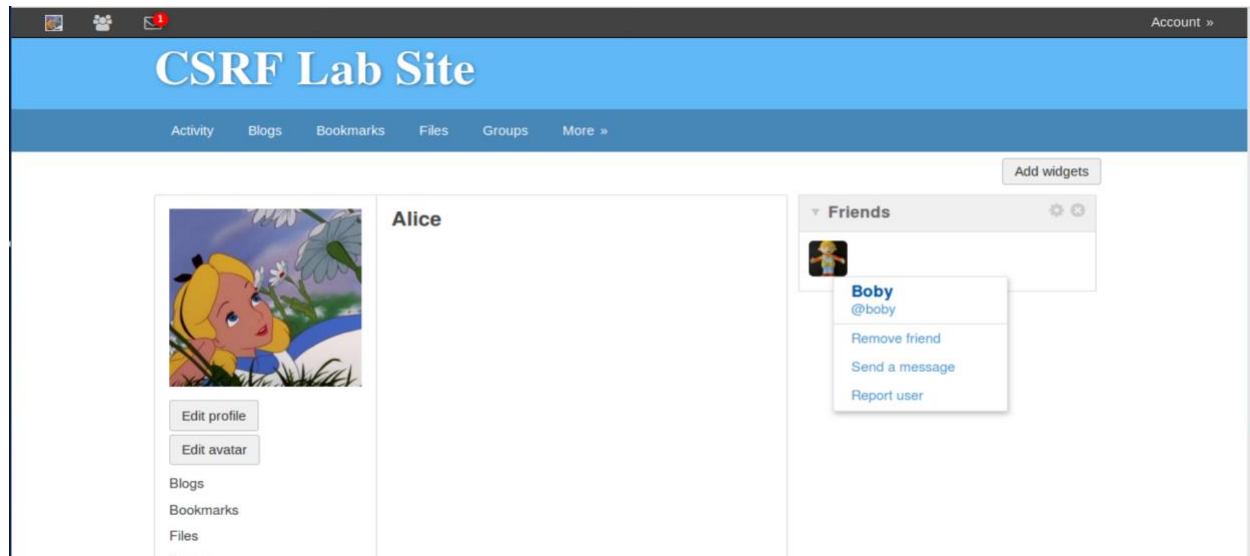 1
Account »
CSRF Lab Site
Activity Blogs Bookmarks Files Groups More »
Add widgets
Alice
Friends
Boby
@boby
Remove friend
Send a message
Report user
Edit profile
Edit avatar
Blogs
Bookmarks
Files